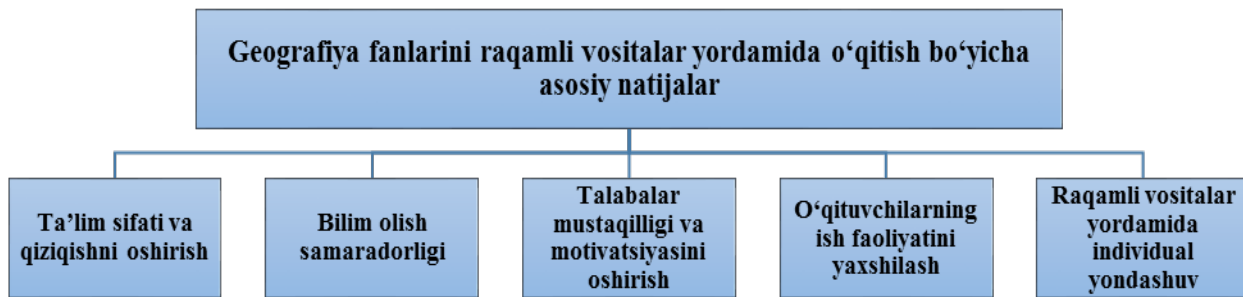 Geografiya fanlarini raqamli vositalar yordamida o‘qitish bo‘yicha
asosiy natijalar
Ta’lim sifati va
qiziqishni oshirish
Bilim olish
samaradorligi
Talabalar
mustaqilligi va
motivatsiyasini
oshirish
O‘qituvchilarning
ish faoliyatini
yaxshilash
Raqamli vositalar
yordamida
individual
yondashuv